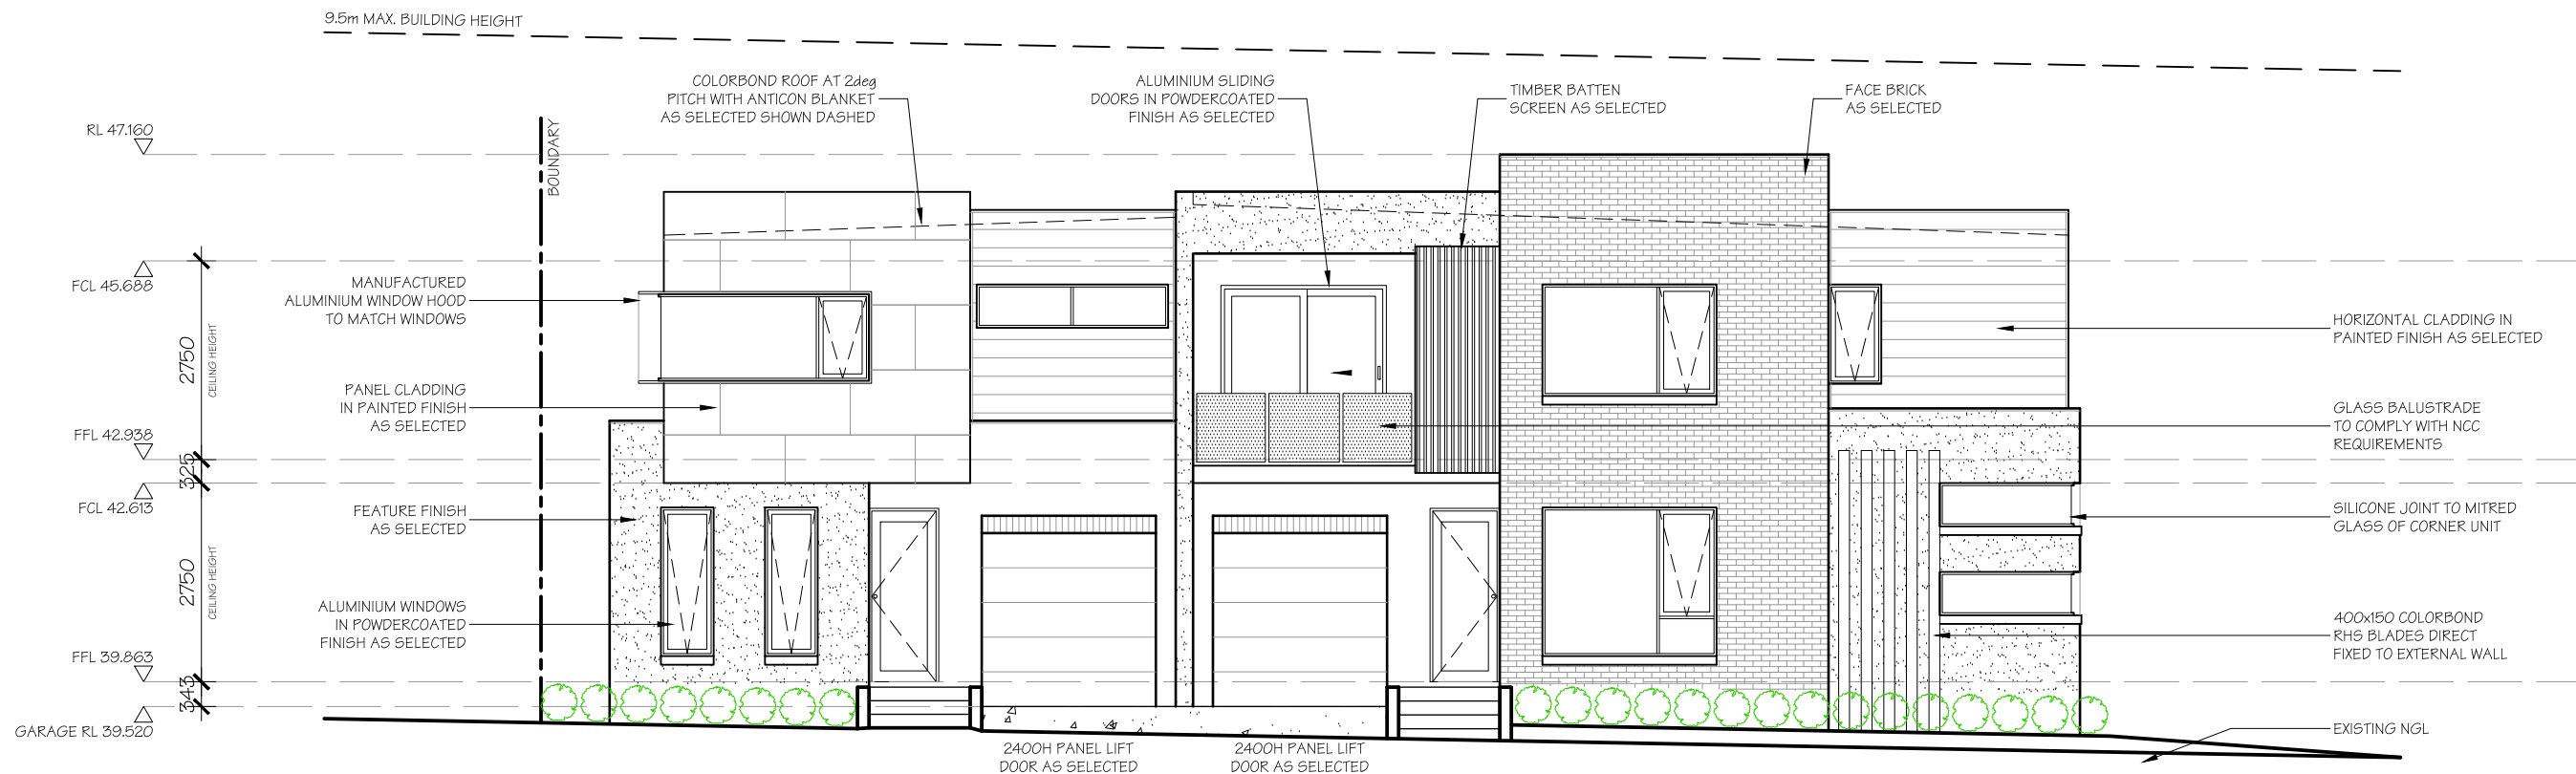 9.5m MAX. BUILDING HEIGHT
COLORBOND ROOF AT 2deg
PITCH WITH ANTICON BLANKET
AS SELECTED SHOWN DASHED
ALUMINIUM SLIDING
DOORS IN POWDERCOATED
FINISH AS SELECTED
TIMBER BATTEN
SCREEN AS SELECTED
FACE BRICK
AS SELECTED
RL 47.160
BOUNDARY
FCL 45.688
MANUFACTURED
ALUMINIUM WINDOW HOOD
TO MATCH WINDOWS
2750
CEILING HEIGHT
PANEL CLADDING
IN PAINTED FINISH
AS SELECTED
FFL 42.938
325
FCL 42.613
FEATURE FINISH
AS SELECTED
2750
CEILING HEIGHT
ALUMINIUM WINDOWS
IN POWDERCOATED
FINISH AS SELECTED
FFL 39.863
343
GARAGE RL 39.520
HORIZONTAL CLADDING IN
PAINTED FINISH AS SELECTED
GLASS BALUSTRADE
TO COMPLY WITH NCC
REQUIREMENTS
SILICONE JOINT TO MITRED
GLASS OF CORNER UNIT
400x150 COLORBOND
RHS BLADES DIRECT
FIXED TO EXTERNAL WALL
EXISTING NGL
2400H PANEL LIFT
DOOR AS SELECTED
2400H PANEL LIFT
DOOR AS SELECTED